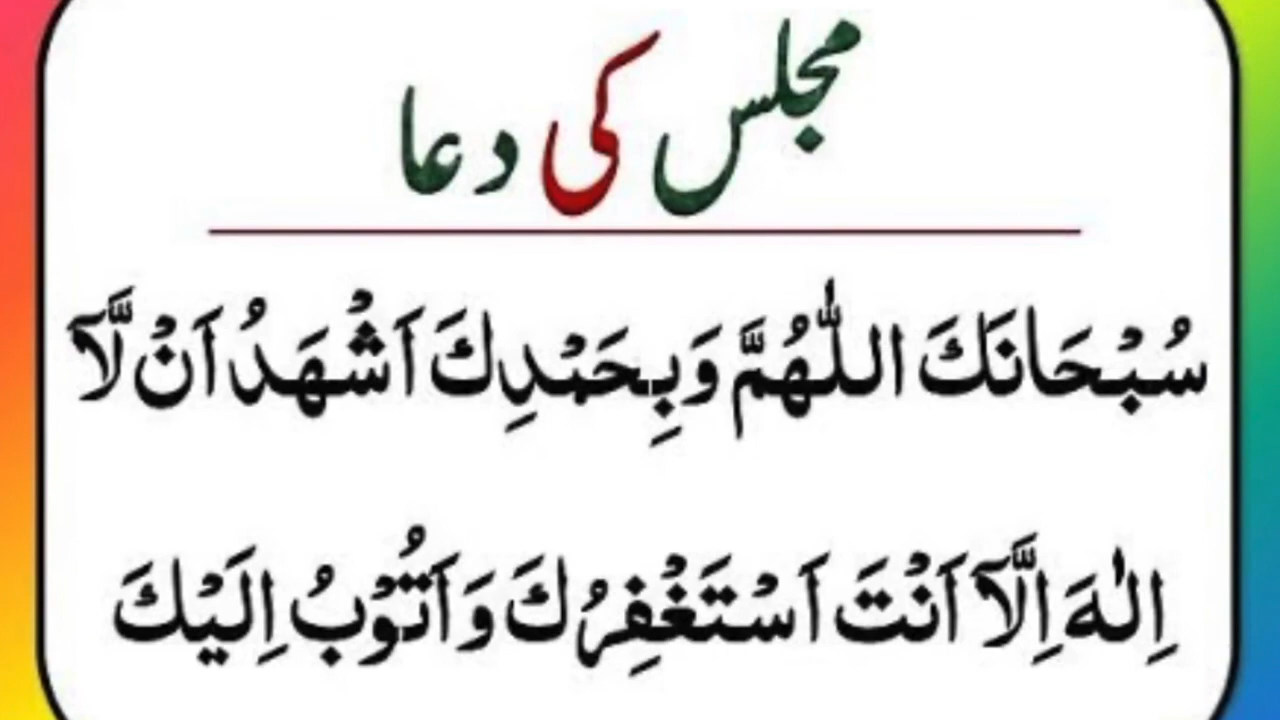 مجلس کی دعا
سُبْحَانَكَ اللّٰهُمَّ وَبِحَمْدِكَ اَشْهَدُ اَنْ لَّآ
اِلٰهَ اِلَّآ اَنْتَ اَسْتَغْفِرُكَ وَاَتُوْبُ اِلَيْكَ